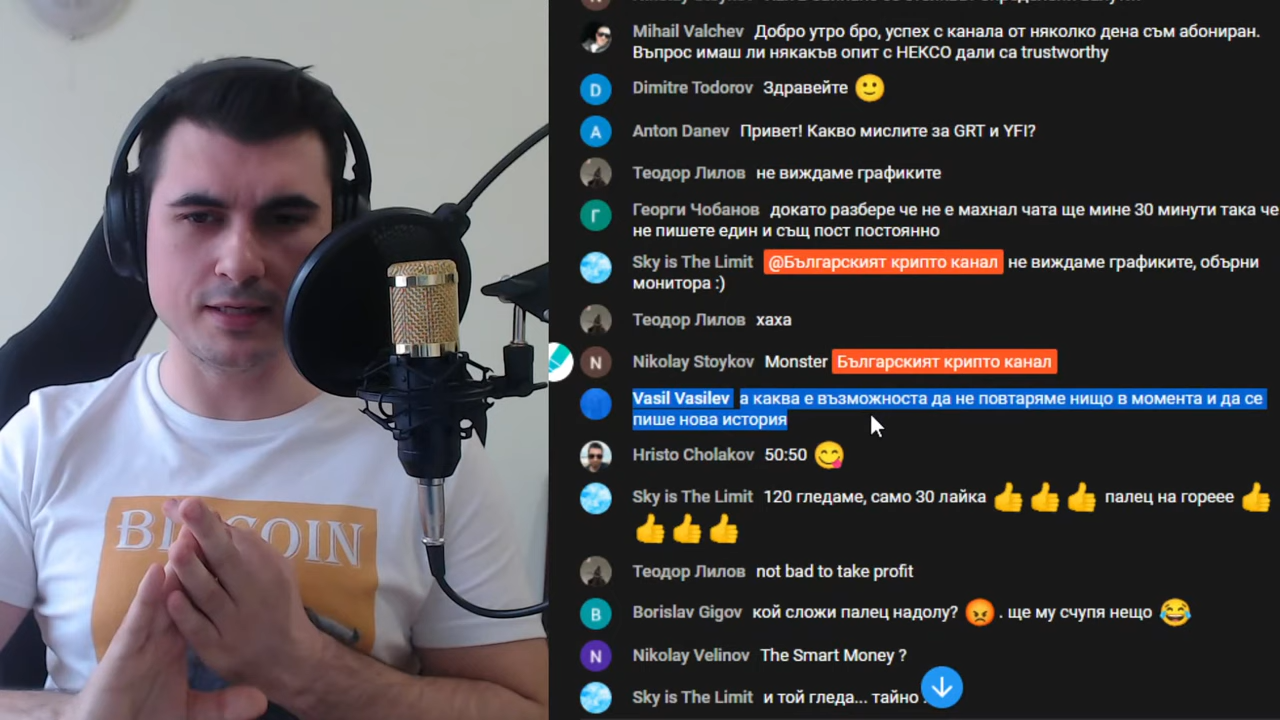 Mihail Valchev Добро утро бро, успех с канала от няколко дена съм абониран.
Въпрос имаш ли някакъв опит с НЕКСО дали са trustworthy
D Dimitre Todorov Здравейте 🙂
A Anton Danev Привет! Какво мислите за GRT и YFI?
Теодор Лилов не виждаме графиките
Г Георги Чобанов докато разбере че не е махнал чата ще мине 30 минути така че
не пишете един и същ пост постоянно
Sky is The Limit @Българският крипто канал не виждаме графиките, обърни
монитора :)
Теодор Лилов хаха
N Nikolay Stoykov Monster Българският крипто канал
Vasil Vasilev а каква е възможноста да не повтаряме нищо в момента и да се
пише нова история
Hristo Cholakov 50:50 😋
Sky is The Limit 120 гледаме, само 30 лайка 👍👍👍 палец на гореее 👍
👍👍👍
Теодор Лилов not bad to take profit
B Borislav Gigov кой сложи палец надолу? 😡 . ще му счупя нещо 😂
N Nikolay Velinov The Smart Money ?
Sky is The Limit и той гледа... тайно
BITCOIN